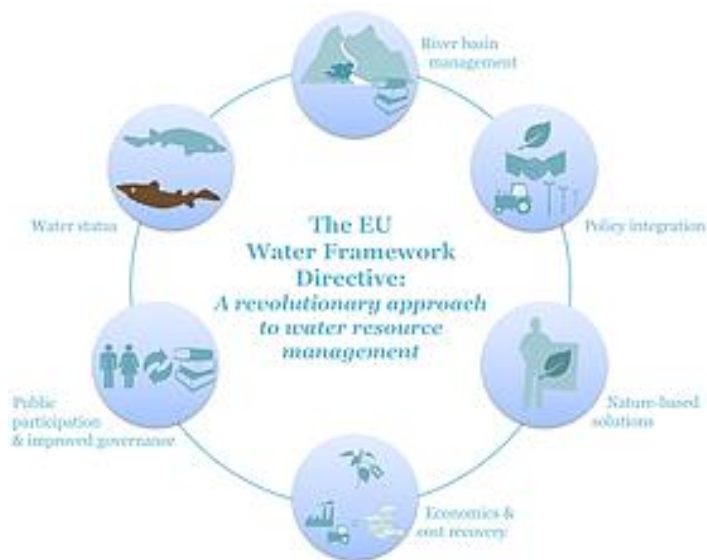 River basin
management
Policy integration
Nature-based
solutions
Economics &
cost recovery
Public
participation
& improved governance
Water status
The EU
Water Framework
Directive:
A revolutionary approach
to water resource
management